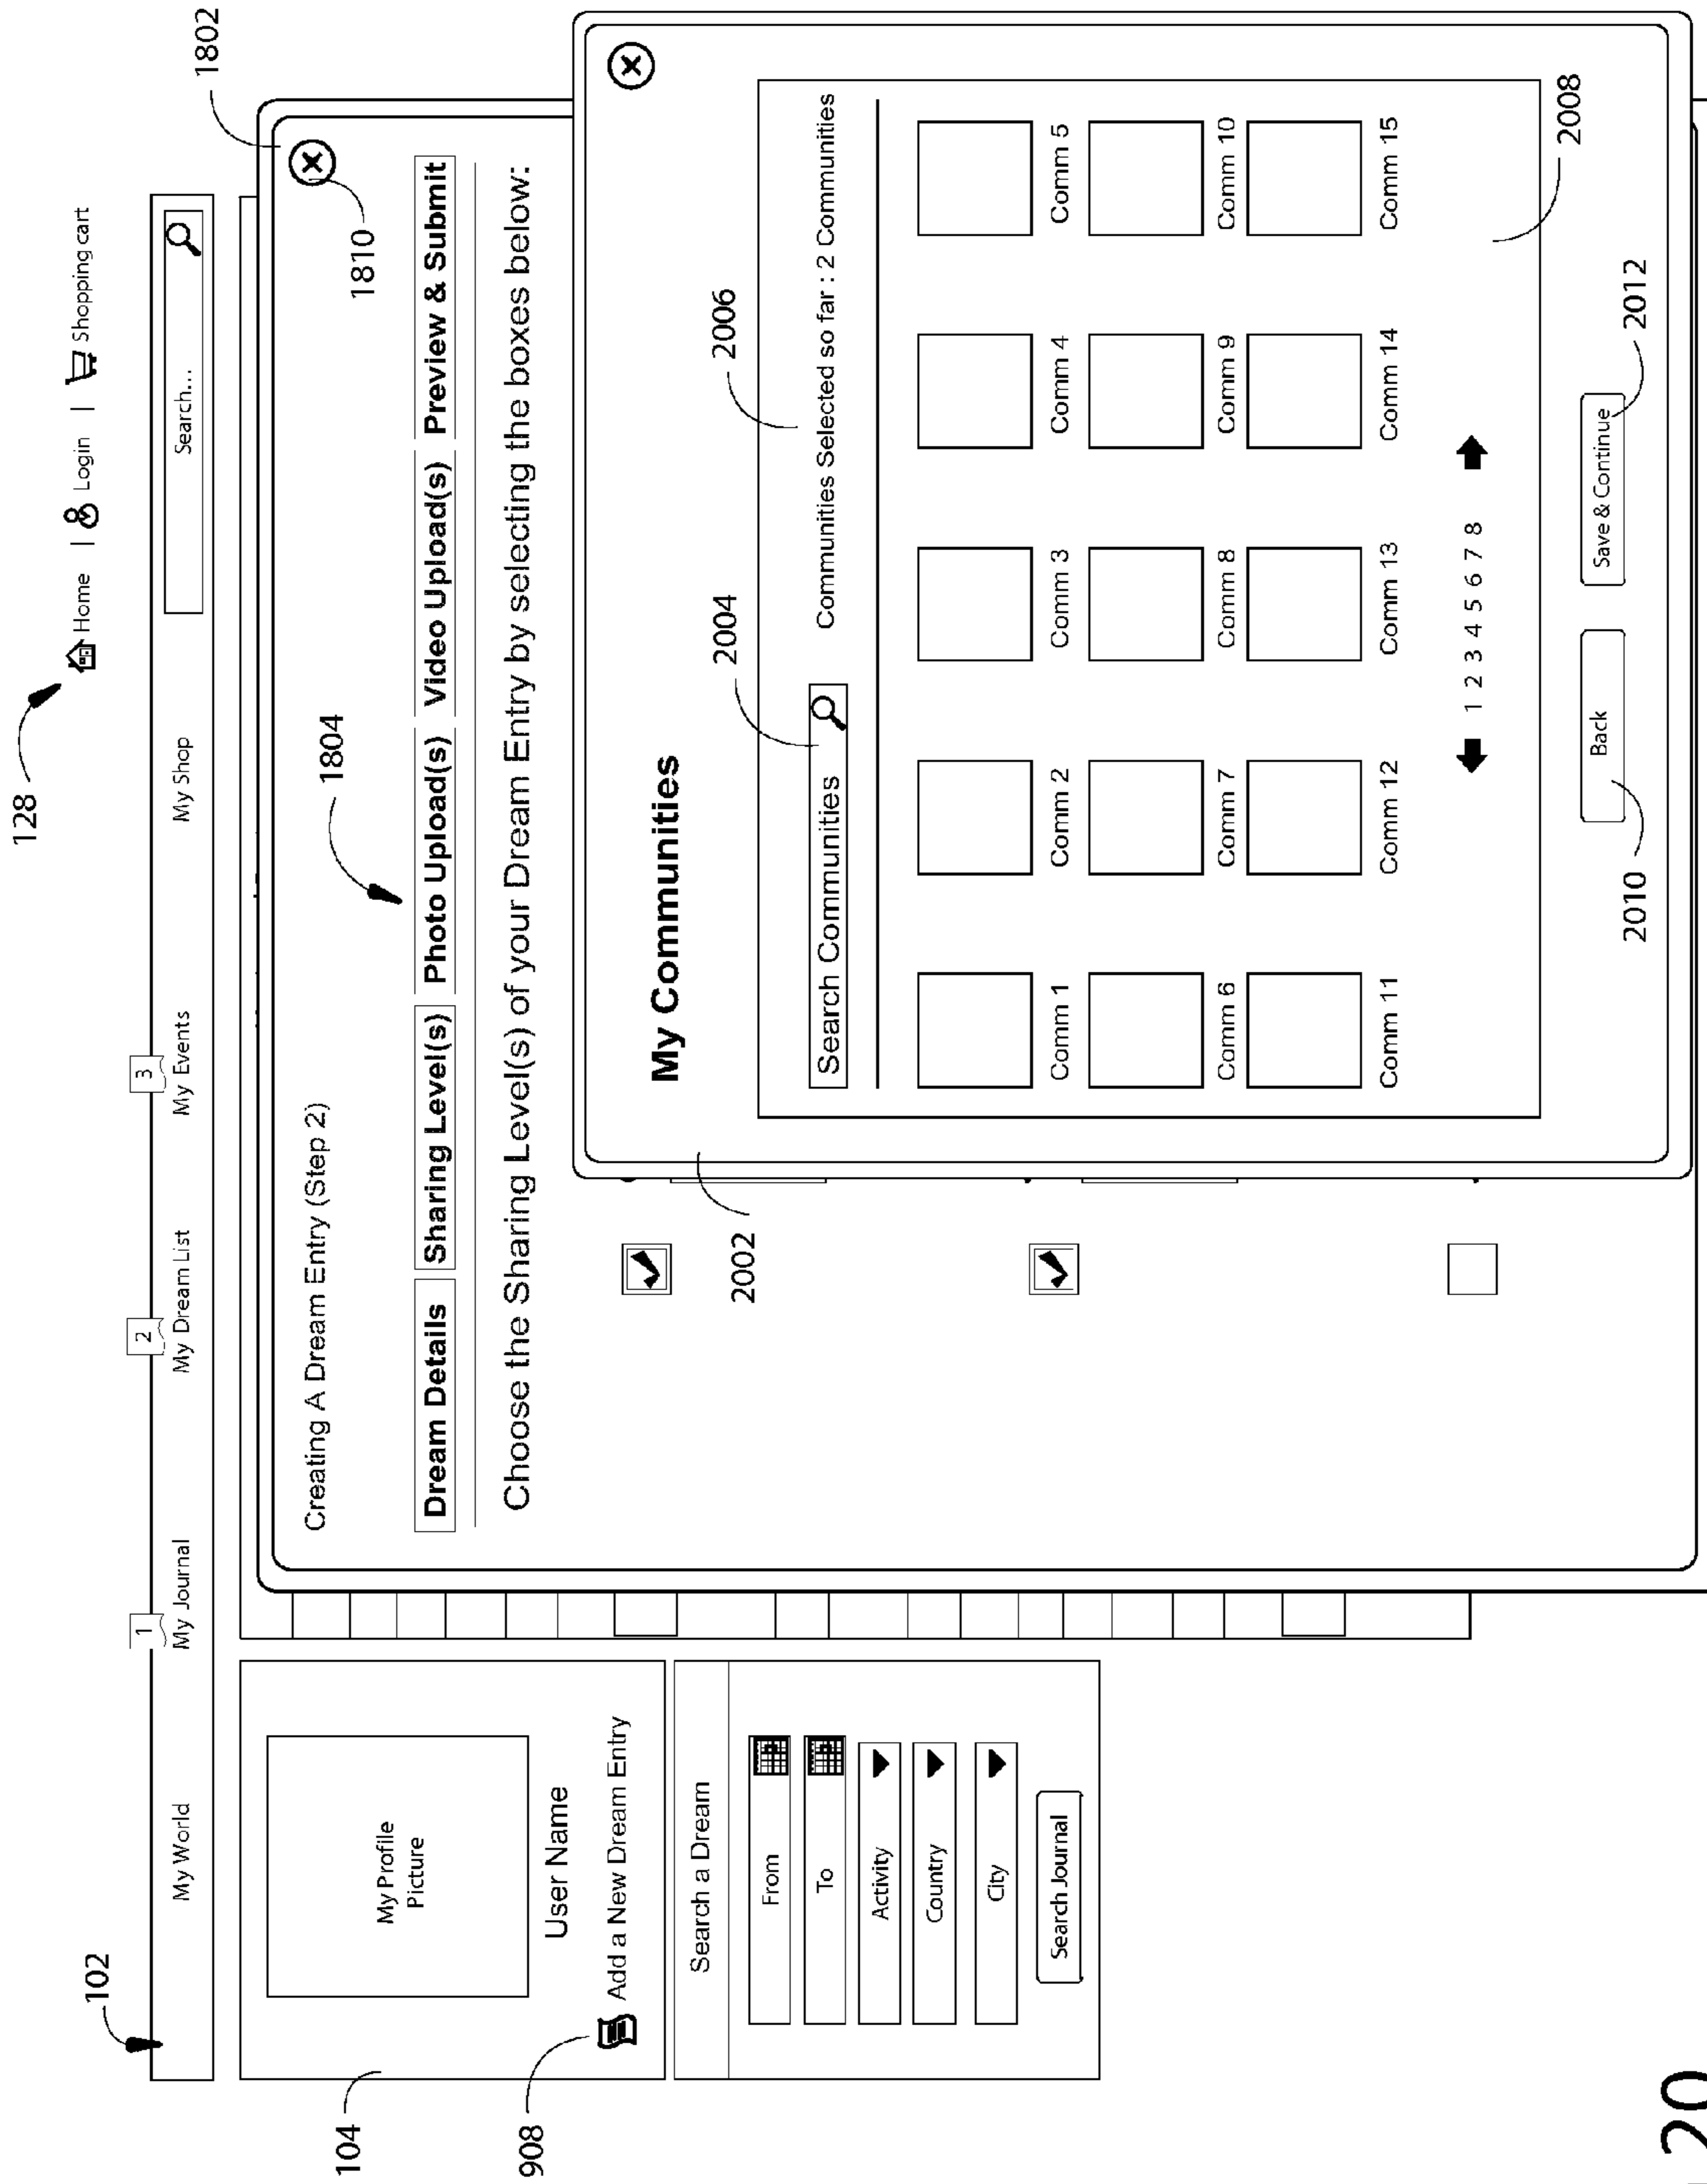 128
Home | Login | Shopping cart
102
1 2 3
My World My Journal My Dream List My Events My Shop Search...
1802
104
My Profile
Picture
User Name
908
Add a New Dream Entry
Search a Dream
From
To
Activity
Country
City
Search Journal
Creating A Dream Entry (Step 2)
1804
1810
Dream Details Sharing Level(s) Photo Upload(s) Video Upload(s) Preview & Submit
Choose the Sharing Level(s) of your Dream Entry by selecting the boxes below:
2002
My Communities
2004 2006
Search Communities Communities Selected so far : 2 Communities
Comm 1 Comm 2 Comm 3 Comm 4 Comm 5
Comm 6 Comm 7 Comm 8 Comm 9 Comm 10
Comm 11 Comm 12 Comm 13 Comm 14 Comm 15
1 2 3 4 5 6 7 8
2008
Back Save & Continue
2010 2012
20